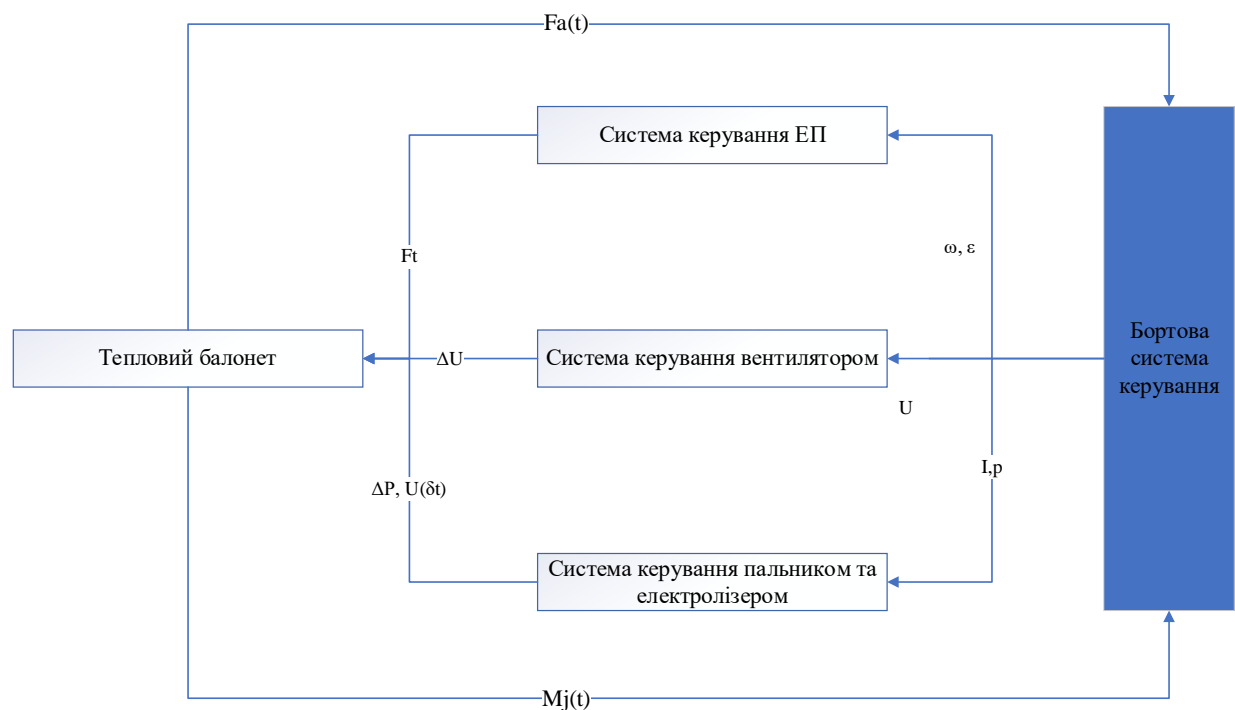 Fa(t)
Система керування ЕП
Ft
ω, ε
Тепловий балонет
ΔU
Система керування вентилятором
Бортова
система
керування
U
I,p
ΔP, U(δt)
Система керування пальником та
електролізером
Mj(t)